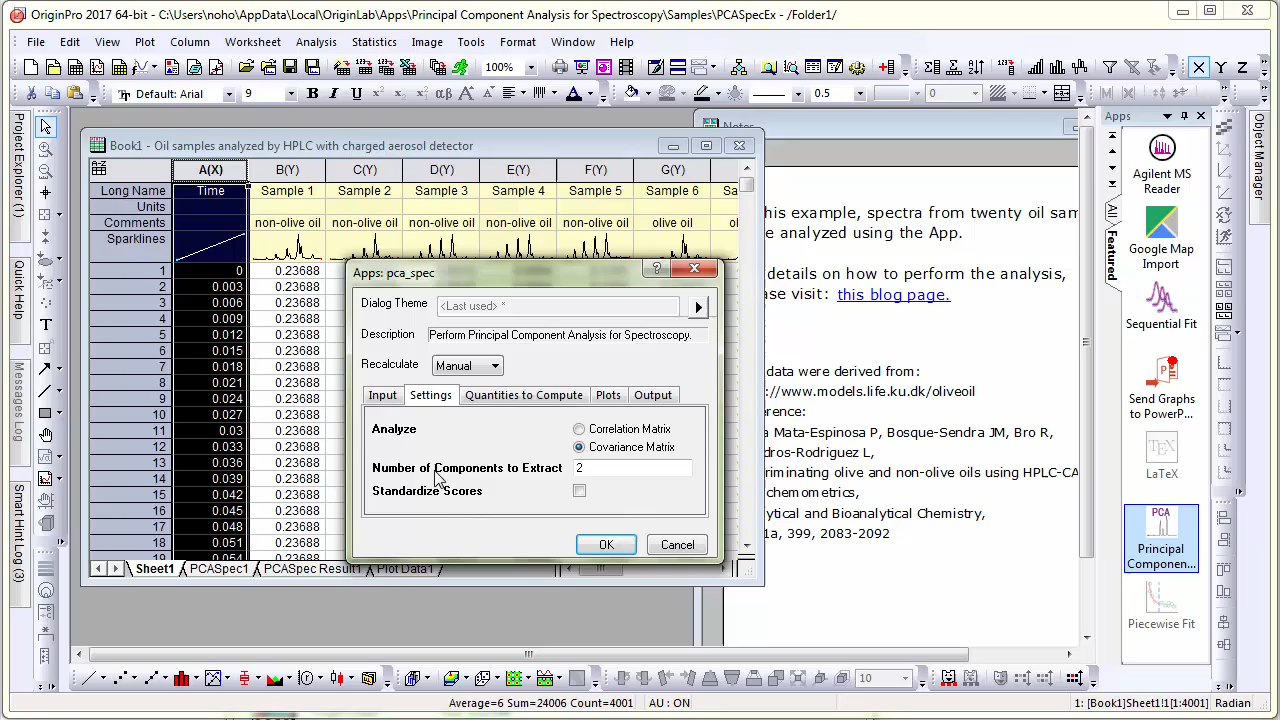 OriginPro 2017 64-bit - C:\Users\noho\AppData\Local\OriginLab\Apps\Principal Component Analysis for Spectroscopy\Samples\PCASpecEx - /Folder1/
File Edit View Plot Column Worksheet Analysis Statistics Image Tools Format Window Help
100%
Default: Arial 9 B I U 0.5 0
X Y Z
Project Explorer (1)
Quick Help
Messages Log
Smart Hint Log (3)
Book1 - Oil samples analyzed by HPLC with charged aerosol detector
A(X) B(Y) C(Y) D(Y) E(Y) F(Y) G(Y)
Long Name Time Sample 1 Sample 2 Sample 3 Sample 4 Sample 5 Sample 6 Sa
Units
Comments non-olive oil non-olive oil non-olive oil non-olive oil non-olive oil olive oil ol
Sparklines
1 0 0.23688
2 0.003 0.23688
3 0.006 0.23688
4 0.009 0.23688
5 0.012 0.23688
6 0.015 0.23688
7 0.018 0.23688
8 0.021 0.23688
9 0.024 0.23688
10 0.027 0.23688
11 0.03 0.23688
12 0.033 0.23688
13 0.036 0.23688
14 0.039 0.23688
15 0.042 0.23688
16 0.045 0.23688
17 0.048 0.23688
18 0.051 0.23688
19 0.054 0.23688
Sheet1 PCASpec1 PCASpec Result1 Plot Data1
Apps: pca_spec
Dialog Theme <Last used> *
Description Perform Principal Component Analysis for Spectroscopy.
Recalculate Manual
Input Settings Quantities to Compute Plots Output
Analyze Correlation Matrix
Covariance Matrix
Number of Components to Extract 2
Standardize Scores
OK Cancel
Notes
his example, spectra from twenty oil sam
e analyzed using the App.
details on how to perform the analysis,
ase visit: this blog page.
data were derived from:
://www.models.life.ku.dk/oliveoil
erence:
a Mata-Espinosa P, Bosque-Sendra JM, Bro R,
dros-Rodriguez L,
criminating olive and non-olive oils using HPLC-CA
chemometrics,
lytical and Bioanalytical Chemistry,
1a, 399, 2083-2092
Apps
All
Featured
Agilent MS Reader
Google Map Import
Sequential Fit
Send Graphs to PowerP...
TeX
LaTeX
PCA
Principal Componen...
Piecewise Fit
Object Manager
10
Average=6 Sum=24006 Count=4001 AU : ON 1: [Book1]Sheet1!1[1:4001] Radian